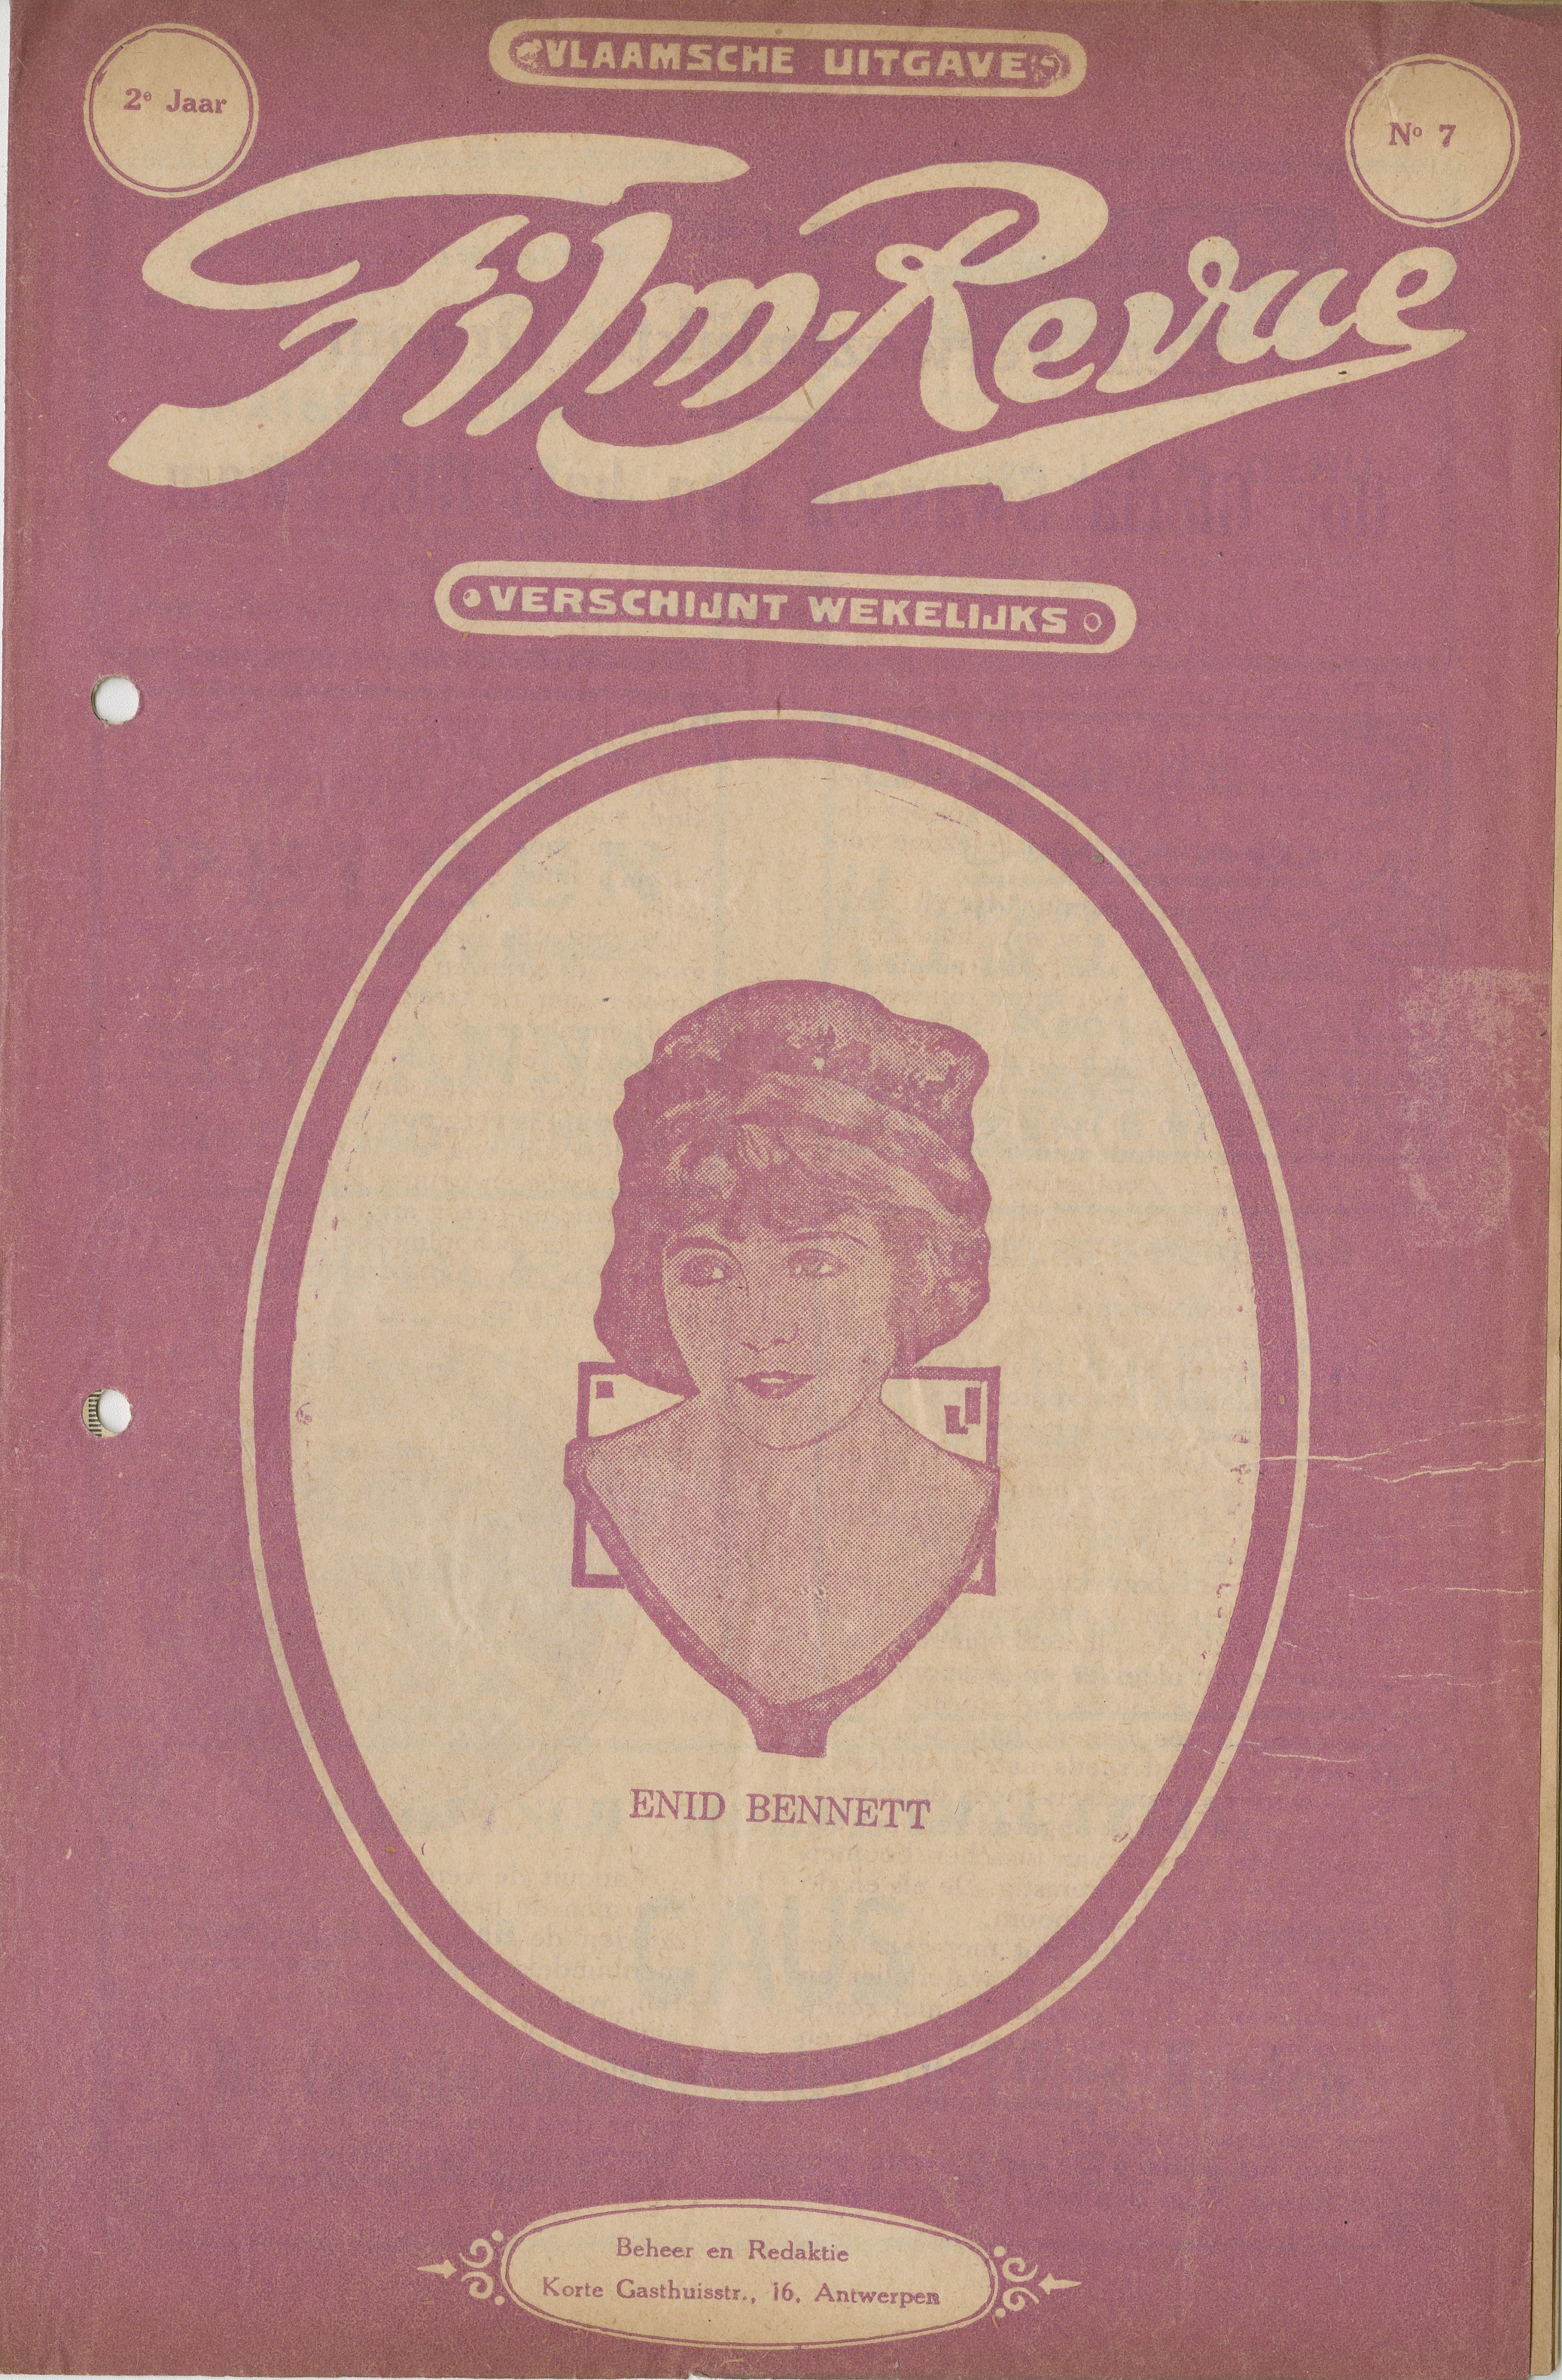 VLAAMSCHE UITGAVE
2e Jaar
No 7
Film-Revue
VERSCHIJNT WEKELIJKS
ENID BENNETT
Beheer en Redaktie
Korte Gasthuisstr., 16, Antwerpen